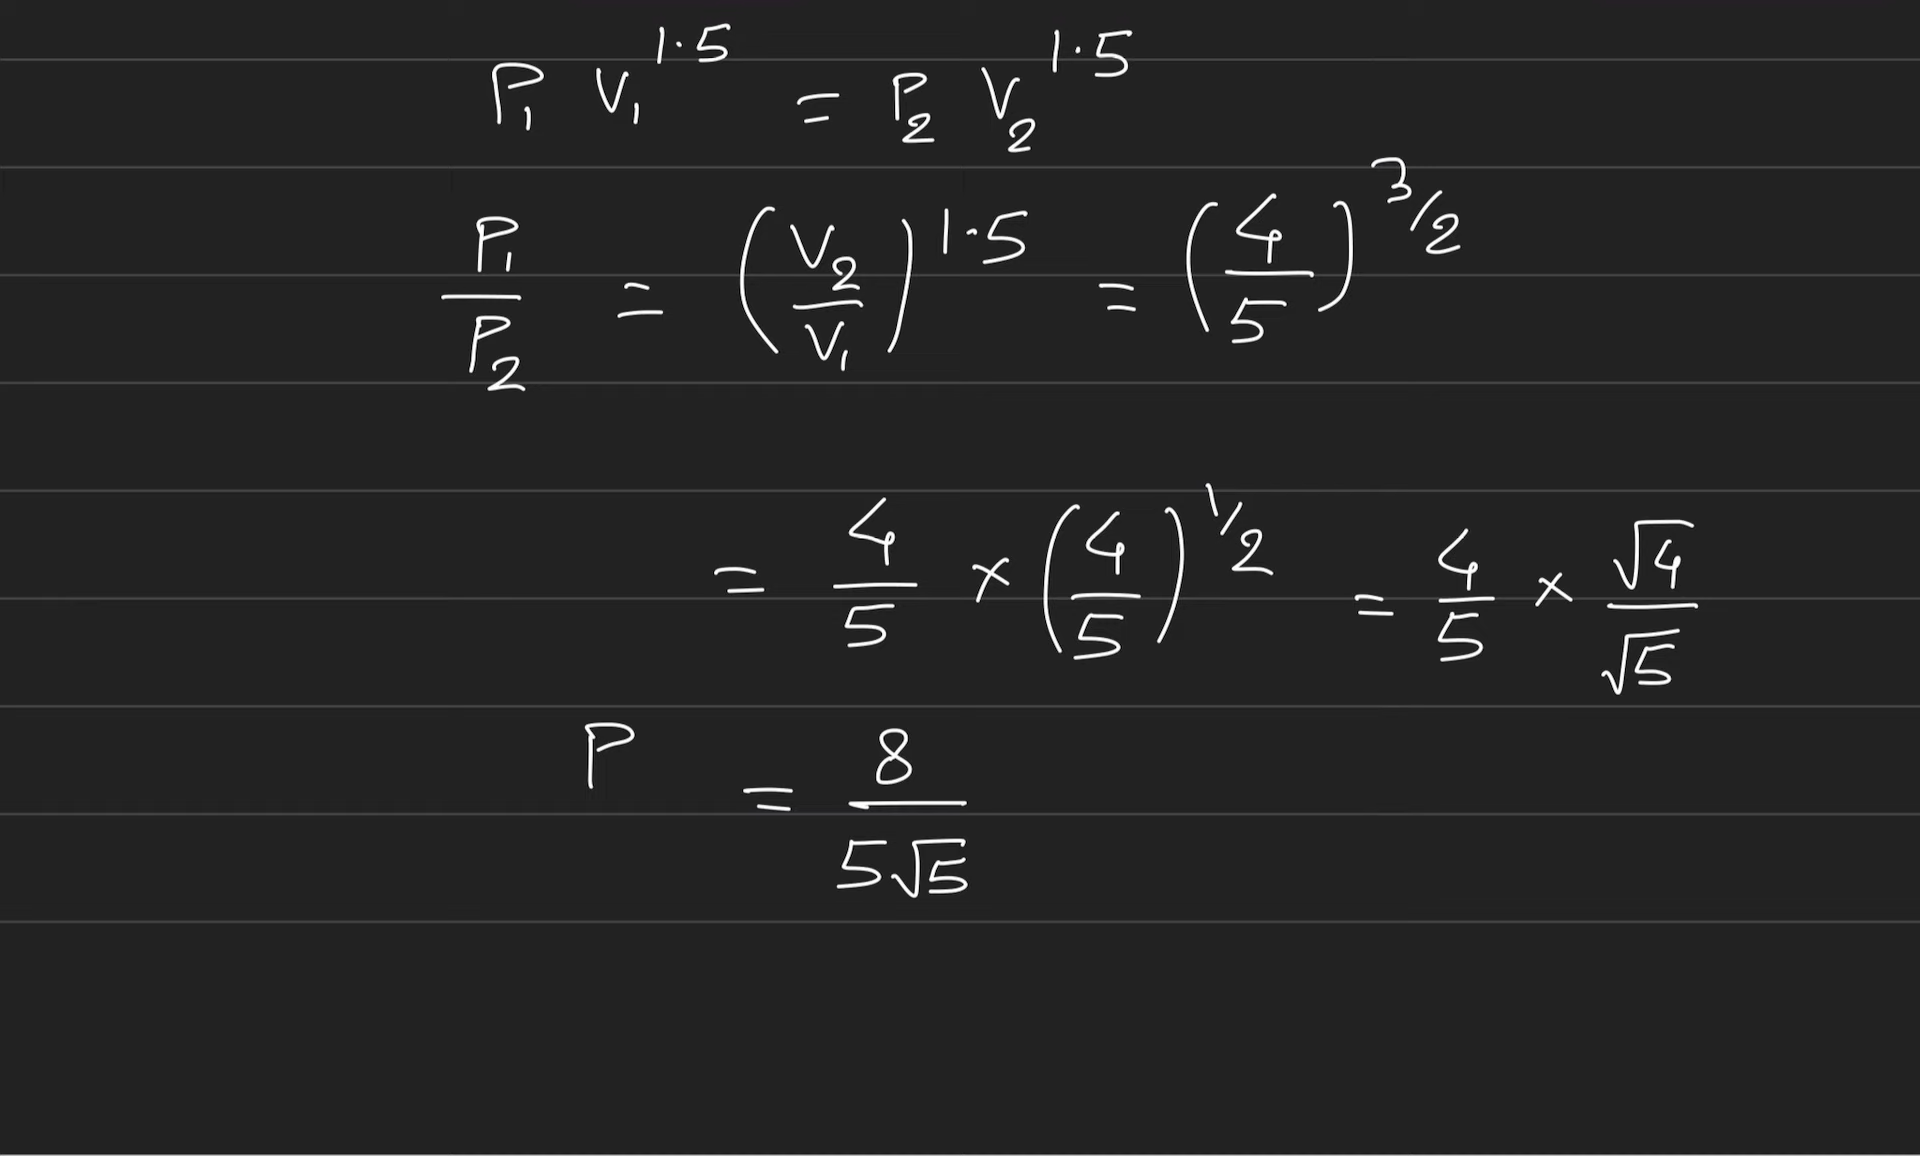 P₁ V₁^1.5 = P₂ V₂^1.5
P₁/P₂ = (V₂/V₁)^1.5 = (4/5)^3/2
= 4/5 × (4/5)^1/2 = 4/5 × √4/√5
P = 8/5√5